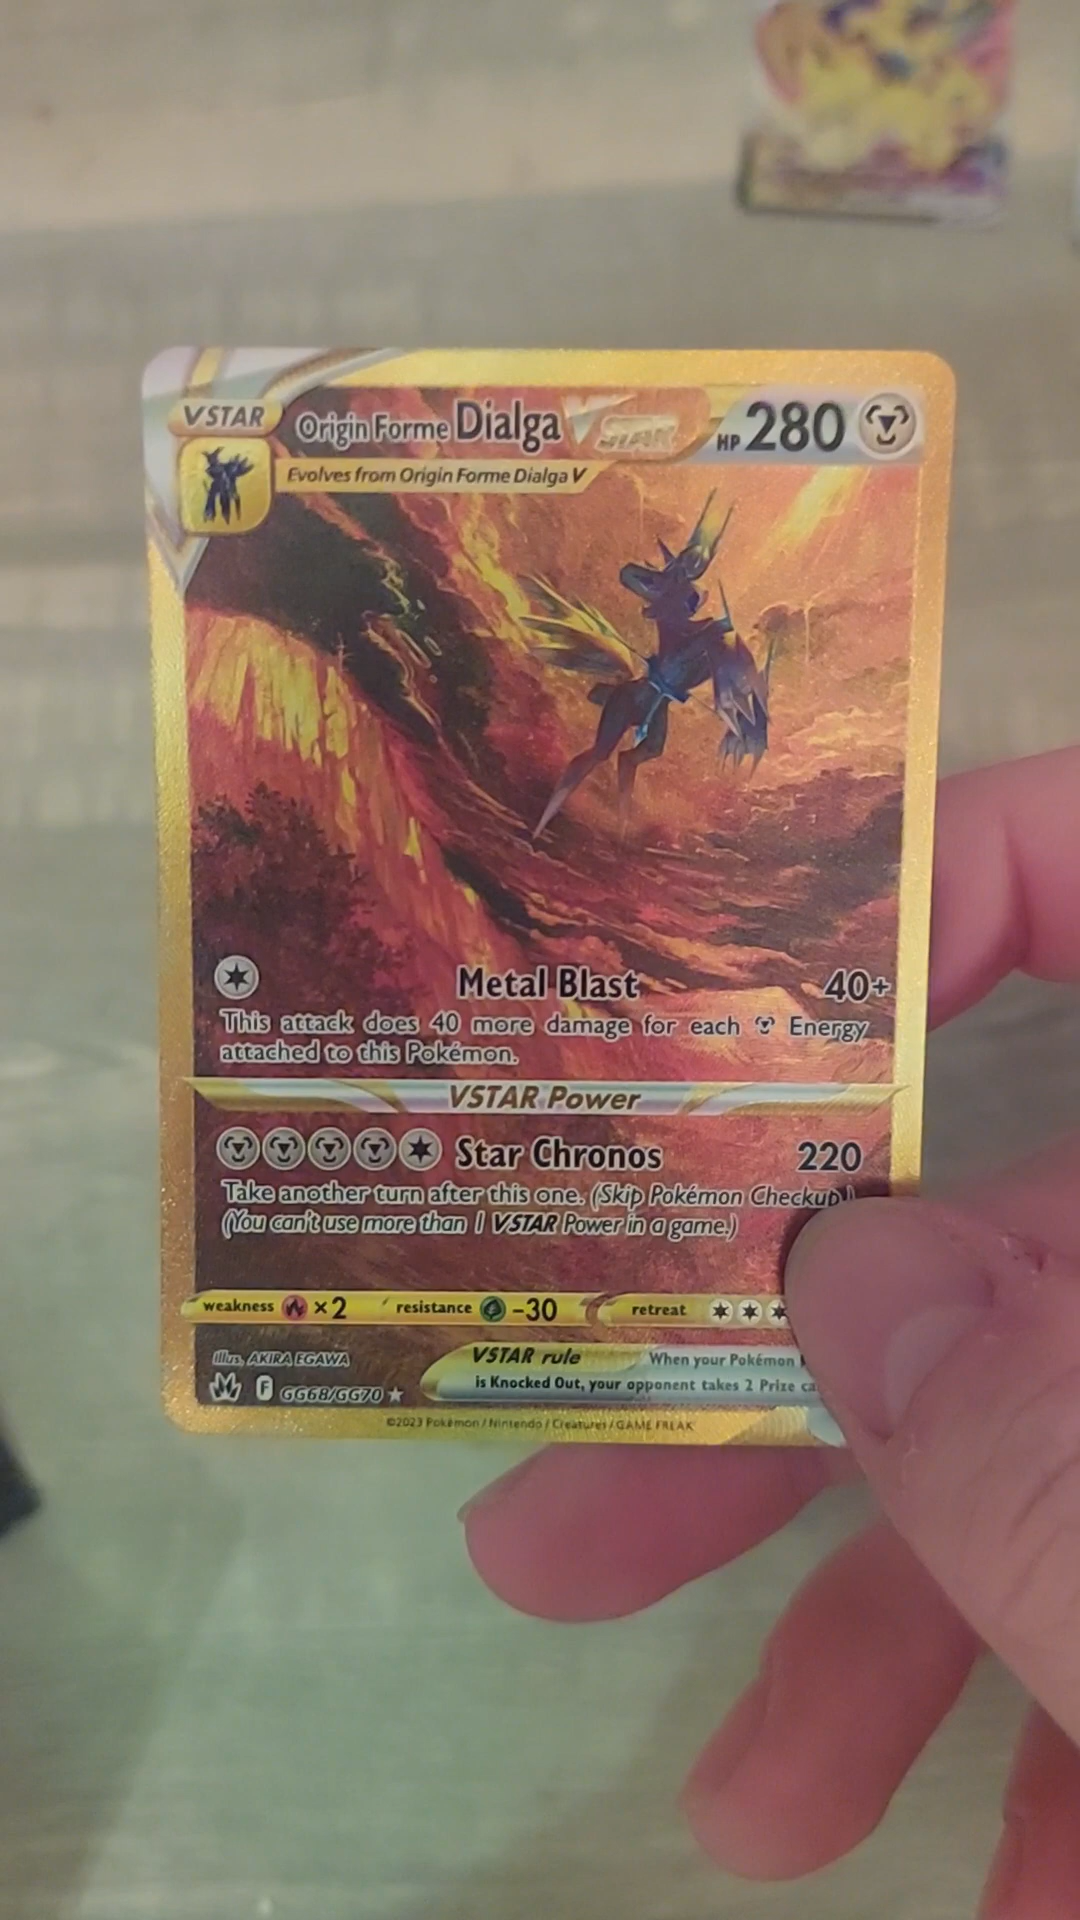 VSTAR
Origin Forme Dialga VSTAR HP 280
Evolves from Origin Forme Dialga V
Metal Blast 40+
This attack does 40 more damage for each Energy
attached to this Pokémon.
VSTAR Power
Star Chronos 220
Take another turn after this one. (Skip Pokémon Checkup.)
(You can't use more than 1 VSTAR Power in a game.)
weakness ×2 resistance -30 retreat
Illus. AKIRA EGAWA
VSTAR rule When your Pokémon
is Knocked Out, your opponent takes 2 Prize
F GG68/GG70
©2023 Pokémon / Nintendo / Creatures / GAME FREAK